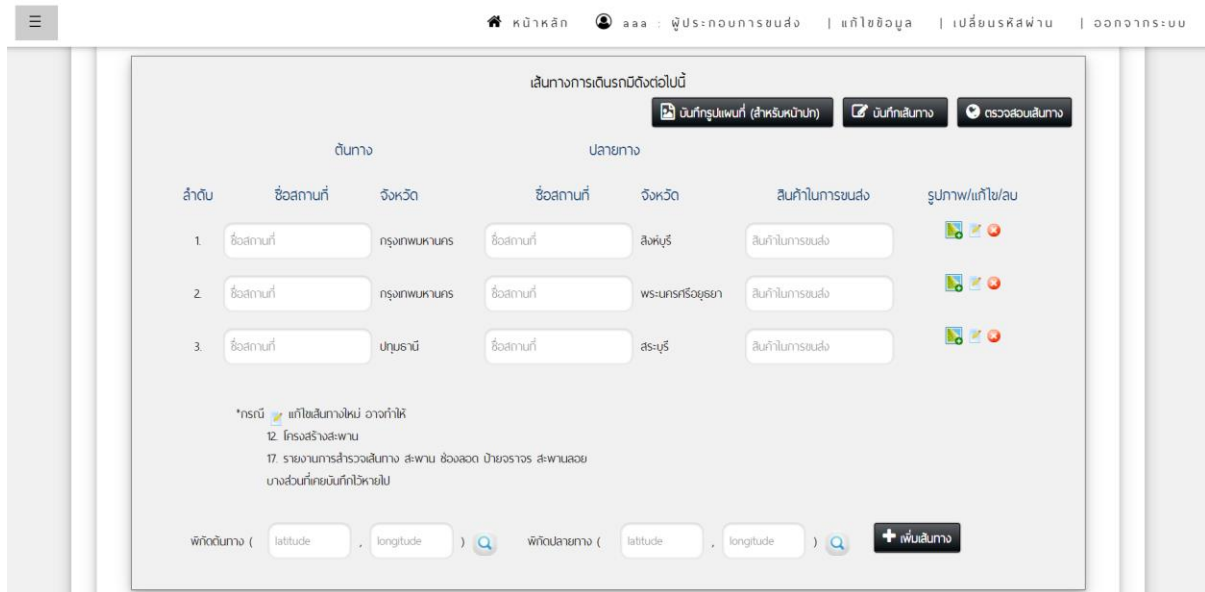 หน้าหลัก aaa : ผู้ประกอบการขนส่ง | แก้ไขข้อมูล | เปลี่ยนรหัสผ่าน | ออกจากระบบ
เส้นทางการเดินรถมีดังต่อไปนี้
บันทึกรูปแผนที่ (สำหรับหน้าปก) บันทึกเส้นทาง ตรวจสอบเส้นทาง
ต้นทาง ปลายทาง
ลำดับ ชื่อสถานที่ จังหวัด ชื่อสถานที่ จังหวัด สินค้าในการขนส่ง รูปภาพ/แก้ไข/ลบ
1. ชื่อสถานที่ กรุงเทพมหานคร ชื่อสถานที่ สิงห์บุรี สินค้าในการขนส่ง
2. ชื่อสถานที่ กรุงเทพมหานคร ชื่อสถานที่ พระนครศรีอยุธยา สินค้าในการขนส่ง
3. ชื่อสถานที่ ปทุมธานี ชื่อสถานที่ สระบุรี สินค้าในการขนส่ง
*กรณี แก้ไขเส้นทางใหม่ อาจทำให้
12. โครงสร้างสะพาน
17. รายงานการสำรวจเส้นทาง สะพาน ช่องลอด ป้ายจราจร สะพานลอย
บางส่วนที่เคยบันทึกไว้หายไป
พิกัดต้นทาง ( latitude , longitude ) พิกัดปลายทาง ( latitude , longitude ) เพิ่มเส้นทาง